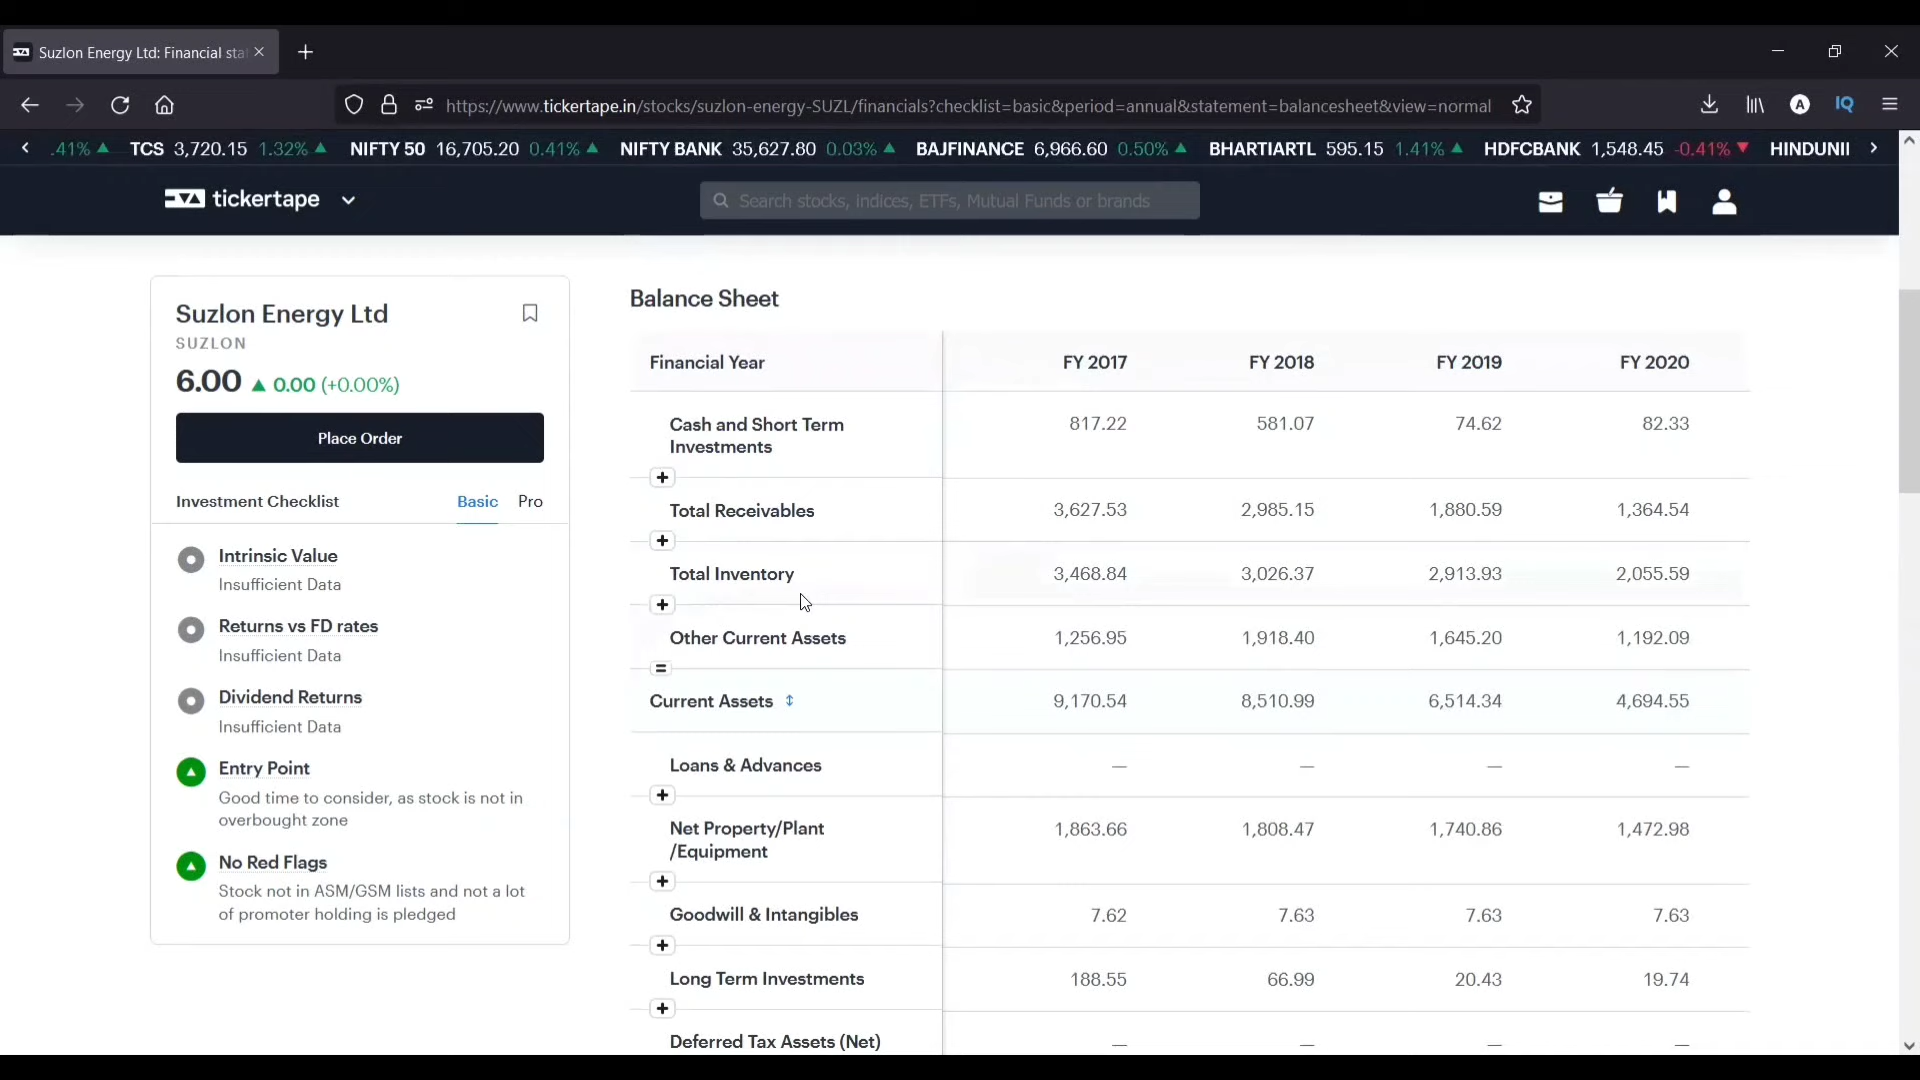 Suzlon Energy Ltd: Financial sta
https://www.tickertape.in/stocks/suzlon-energy-SUZL/financials?checklist=basic&period=annual&statement=balancesheet&view=normal
A
IQ
.41% ▲ TCS 3,720.15 1.32% ▲ NIFTY 50 16,705.20 0.41% ▲ NIFTY BANK 35,627.80 0.03% ▲ BAJFINANCE 6,966.60 0.50% ▲ BHARTIARTL 595.15 1.41% ▲ HDFCBANK 1,548.45 -0.41% ▼ HINDUNII
tickertape
Search stocks, indices, ETFs, Mutual Funds or brands
Suzlon Energy Ltd
SUZLON
6.00 ▲ 0.00 (+0.00%)
Place Order
Investment Checklist Basic Pro
Intrinsic Value
Insufficient Data
Returns vs FD rates
Insufficient Data
Dividend Returns
Insufficient Data
Entry Point
Good time to consider, as stock is not in
overbought zone
No Red Flags
Stock not in ASM/GSM lists and not a lot
of promoter holding is pledged
Balance Sheet
Financial Year FY 2017 FY 2018 FY 2019 FY 2020
Cash and Short Term
Investments 817.22 581.07 74.62 82.33
+
Total Receivables 3,627.53 2,985.15 1,880.59 1,364.54
+
Total Inventory 3,468.84 3,026.37 2,913.93 2,055.59
+
Other Current Assets 1,256.95 1,918.40 1,645.20 1,192.09
=
Current Assets 9,170.54 8,510.99 6,514.34 4,694.55
Loans & Advances — — — —
+
Net Property/Plant
/Equipment 1,863.66 1,808.47 1,740.86 1,472.98
+
Goodwill & Intangibles 7.62 7.63 7.63 7.63
+
Long Term Investments 188.55 66.99 20.43 19.74
+
Deferred Tax Assets (Net) — — — —